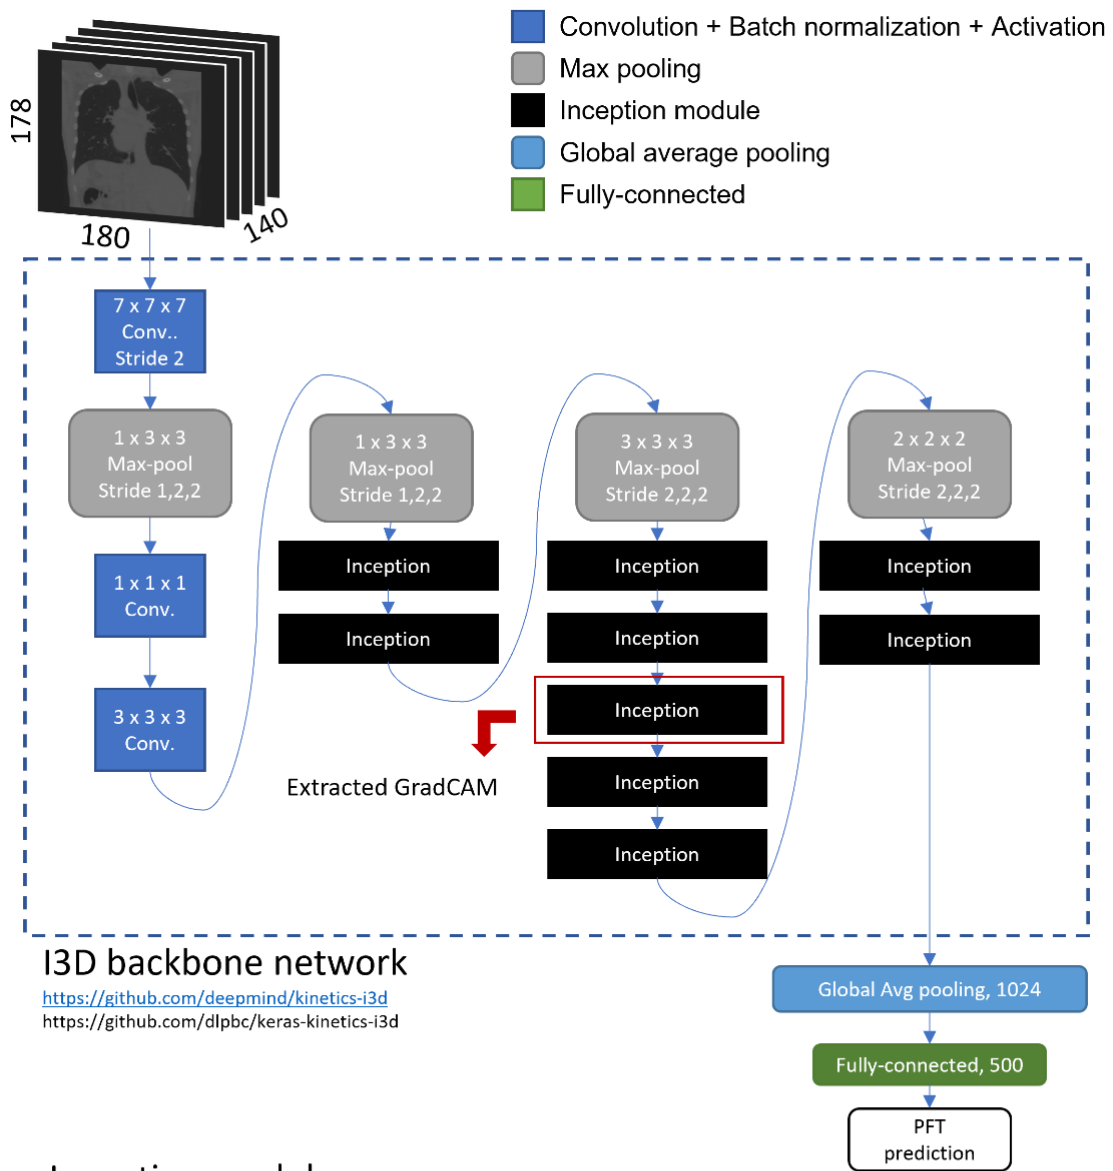 Convolution + Batch normalization + Activation
Max pooling
Inception module
Global average pooling
Fully-connected
178
180
140
7 x 7 x 7
Conv..
Stride 2
1 x 3 x 3
Max-pool
Stride 1,2,2
1 x 1 x 1
Conv.
3 x 3 x 3
Conv.
1 x 3 x 3
Max-pool
Stride 1,2,2
Inception
Inception
3 x 3 x 3
Max-pool
Stride 2,2,2
Inception
Inception
Inception
Inception
Inception
Extracted GradCAM
2 x 2 x 2
Max-pool
Stride 2,2,2
Inception
Inception
I3D backbone network
https://github.com/deepmind/kinetics-i3d
https://github.com/dlpbc/keras-kinetics-i3d
Global Avg pooling, 1024
Fully-connected, 500
PFT
prediction